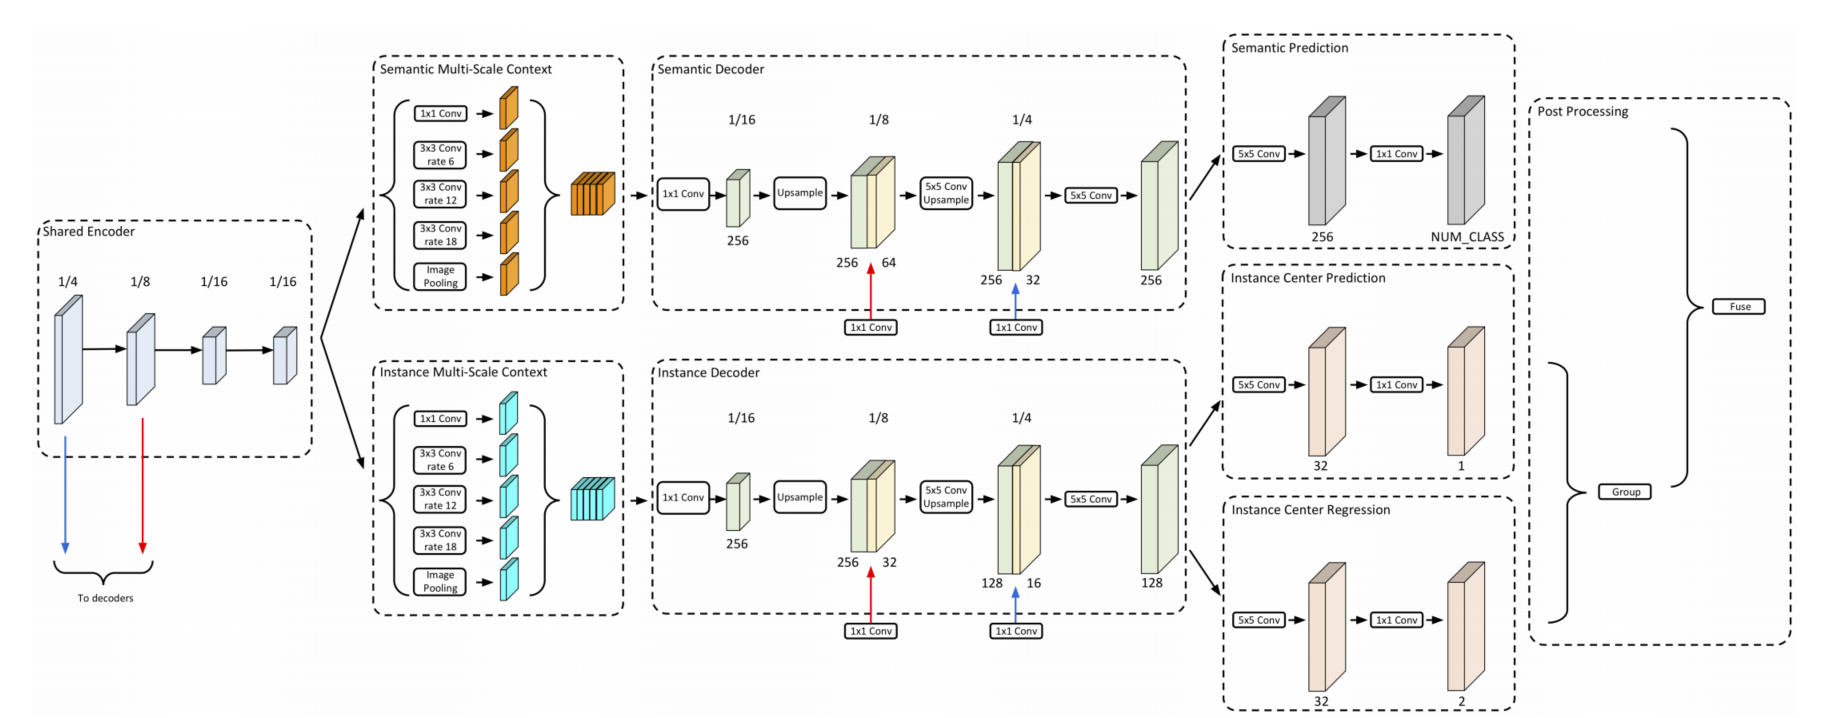 Shared Encoder
1/4
1/8
1/16
1/16
To decoders
Semantic Multi-Scale Context
1x1 Conv
3x3 Conv
rate 6
3x3 Conv
rate 12
3x3 Conv
rate 18
Image
Pooling
Semantic Decoder
1/16
1/8
1/4
1x1 Conv
256
Upsample
256
64
5x5 Conv
Upsample
256
32
5x5 Conv
256
1x1 Conv
1x1 Conv
Instance Multi-Scale Context
1x1 Conv
3x3 Conv
rate 6
3x3 Conv
rate 12
3x3 Conv
rate 18
Image
Pooling
Instance Decoder
1/16
1/8
1/4
1x1 Conv
256
Upsample
256
32
5x5 Conv
Upsample
128
16
5x5 Conv
128
1x1 Conv
1x1 Conv
Semantic Prediction
5x5 Conv
256
1x1 Conv
NUM_CLASS
Instance Center Prediction
5x5 Conv
32
1x1 Conv
1
Instance Center Regression
5x5 Conv
32
1x1 Conv
2
Post Processing
Fuse
Group